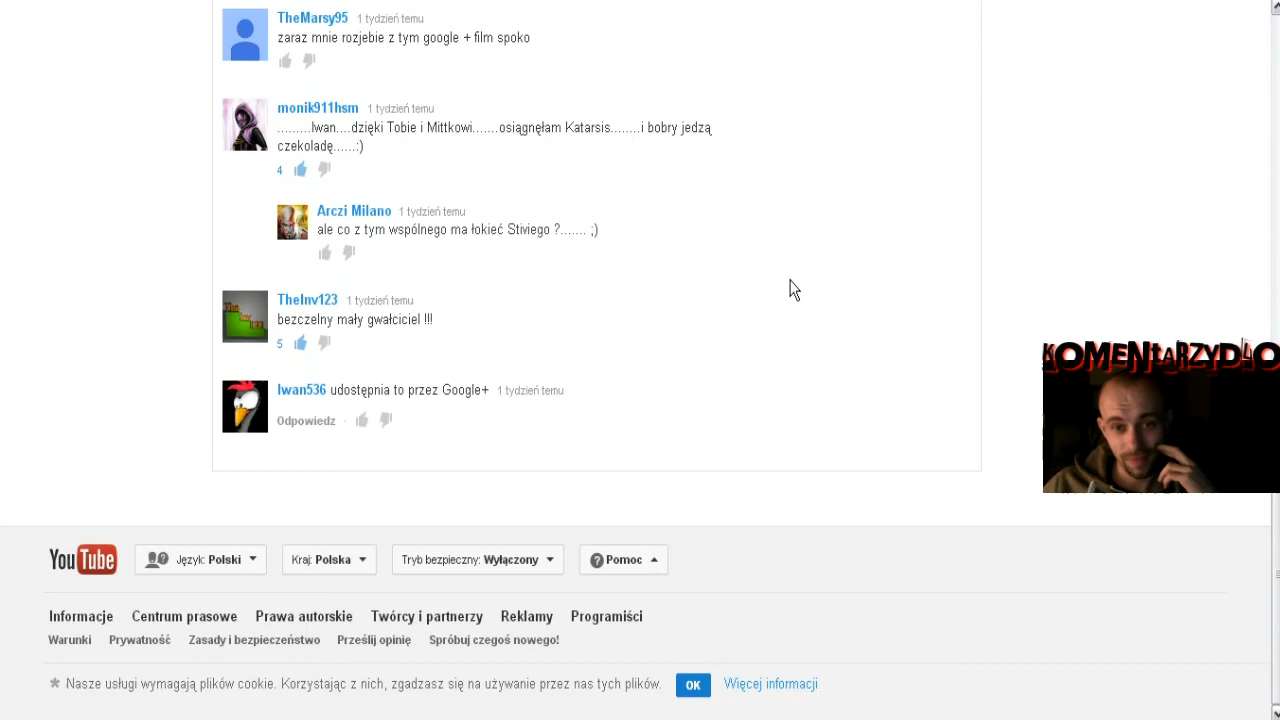 TheMarsy95 1 tydzień temu
zaraz mnie rozjebie z tym google + film spoko
monik911hsm 1 tydzień temu
.........Iwan....dzięki Tobie i Mittkowi.......osiągnęłam Katarsis........i bobry jedzą
czekoladę......:)
4
Arczi Milano 1 tydzień temu
ale co z tym wspólnego ma łokieć Stiviego ?....... ;)
TheInv123 1 tydzień temu
bezczelny mały gwałciciel !!!
5
Iwan536 udostępnia to przez Google+ 1 tydzień temu
Odpowiedz ·
KOMENtARZYDŁO
YouTube Język: Polski Kraj: Polska Tryb bezpieczny: Wyłączony Pomoc
Informacje Centrum prasowe Prawa autorskie Twórcy i partnerzy Reklamy Programiści
Warunki Prywatność Zasady i bezpieczeństwo Prześlij opinię Spróbuj czegoś nowego!
* Nasze usługi wymagają plików cookie. Korzystając z nich, zgadzasz się na używanie przez nas tych plików. OK Więcej informacji